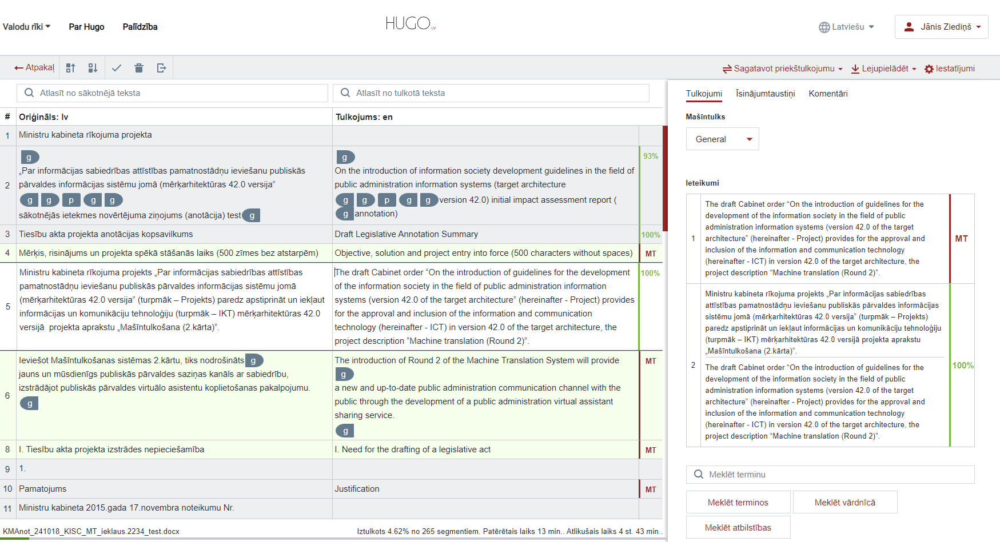 Valodu rīki
Par Hugo
Palīdzība
HUGO.LV
Latviešu
Jānis Ziediņš
Atpakaļ
Sagatavot priekštulkojumu
Lejupielādēt
Iestatījumi
Atlasīt no sākotnējā teksta
Atlasīt no tulkotā teksta
# Oriģināls: lv
Tulkojums: en
1 Ministru kabineta rīkojuma projekta
2
g
„Par informācijas sabiedrības attīstības pamatnostādņu ieviešanu publiskās
pārvaldes informācijas sistēmu jomā (mērķarhitektūras 42.0 versija”
g g p g g
sākotnējās ietekmes novērtējuma ziņojums (anotācija) test g
g
On the introduction of information society development guidelines in the field of
public administration information systems (target architecture
g g p g g version 42.0) initial impact assessment report (
g annotation)
93%
3 Tiesību akta projekta anotācijas kopsavilkums
Draft Legislative Annotation Summary
100%
4 Mērķis, risinājums un projekta spēkā stāšanās laiks (500 zīmes bez atstarpēm)
Objective, solution and project entry into force (500 characters without spaces)
MT
5
Ministru kabineta rīkojuma projekts „Par informācijas sabiedrības attīstības
pamatnostādņu ieviešanu publiskās pārvaldes informācijas sistēmu jomā
(mērķarhitektūras 42.0 versija” (turpmāk – Projekts) paredz apstiprināt un iekļaut
informācijas un komunikāciju tehnoloģiju (turpmāk – IKT) mērķarhitektūras 42.0
versijā  projekta aprakstu „Mašīntulkošana (2.kārta)”.
The draft Cabinet order “On the introduction of guidelines for the development
of the information society in the field of public administration information
systems (version 42.0 of the target architecture” (hereinafter - Project) provides
for the approval and inclusion of the information and communication
technology (hereinafter - ICT) in version 42.0 of the target architecture, the
project description “Machine translation (Round 2)”.
100%
6
Ieviešot Mašīntulkošanas sistēmas 2.kārtu, tiks nodrošināts g
jauns un mūsdienīgs publiskās pārvaldes saziņas kanāls ar sabiedrību,
izstrādājot publiskās pārvaldes virtuālo asistentu koplietošanas pakalpojumu.
g
The introduction of Round 2 of the Machine Translation System will provide
g
a new and up-to-date public administration communication channel with the
public through the development of a public administration virtual assistant
sharing service.
g
MT
8 I. Tiesību akta projekta izstrādes nepieciešamība
I. Need for the drafting of a legislative act
MT
9 1.
10 Pamatojums
Justification
MT
11 Ministru kabineta 2015.gada 17.novembra noteikumu Nr.
KMAnot_241018_KISC_MT_ieklaus.2234_test.docx
Iztulkots 4.62% no 265 segmentiem. Patērētais laiks 13 min.. Atlikušais laiks 4 st. 43 min..
Tulkojumi
Īsinājumtaustiņi
Komentāri
Mašīntulks
General
Ieteikumi
1
The draft Cabinet order “On the introduction of guidelines for the
development of the information society in the field of public
administration information systems (version 42.0 of the target
architecture” (hereinafter - Project) provides for the approval and
inclusion of the information and communication technology
(hereinafter - ICT) in version 42.0 of the target architecture, the
project description “Machine translation (Round 2)”.
MT
2
Ministru kabineta rīkojuma projekts „Par informācijas sabiedrības
attīstības pamatnostādņu ieviešanu publiskās pārvaldes informācijas
sistēmu jomā (mērķarhitektūras 42.0 versija” (turpmāk – Projekts)
paredz apstiprināt un iekļaut informācijas un komunikāciju tehnoloģiju
(turpmāk – IKT) mērķarhitektūras 42.0 versijā projekta aprakstu
„Mašīntulkošana (2.kārta)”.
The draft Cabinet order “On the introduction of guidelines for the
development of the information society in the field of public
administration information systems (version 42.0 of the target
architecture” (hereinafter - Project) provides for the approval and
inclusion of the information and communication technology
(hereinafter - ICT) in version 42.0 of the target architecture, the
project description “Machine translation (Round 2)”.
100%
Meklēt terminu
Meklēt terminos
Meklēt vārdnīcā
Meklēt atbilstības